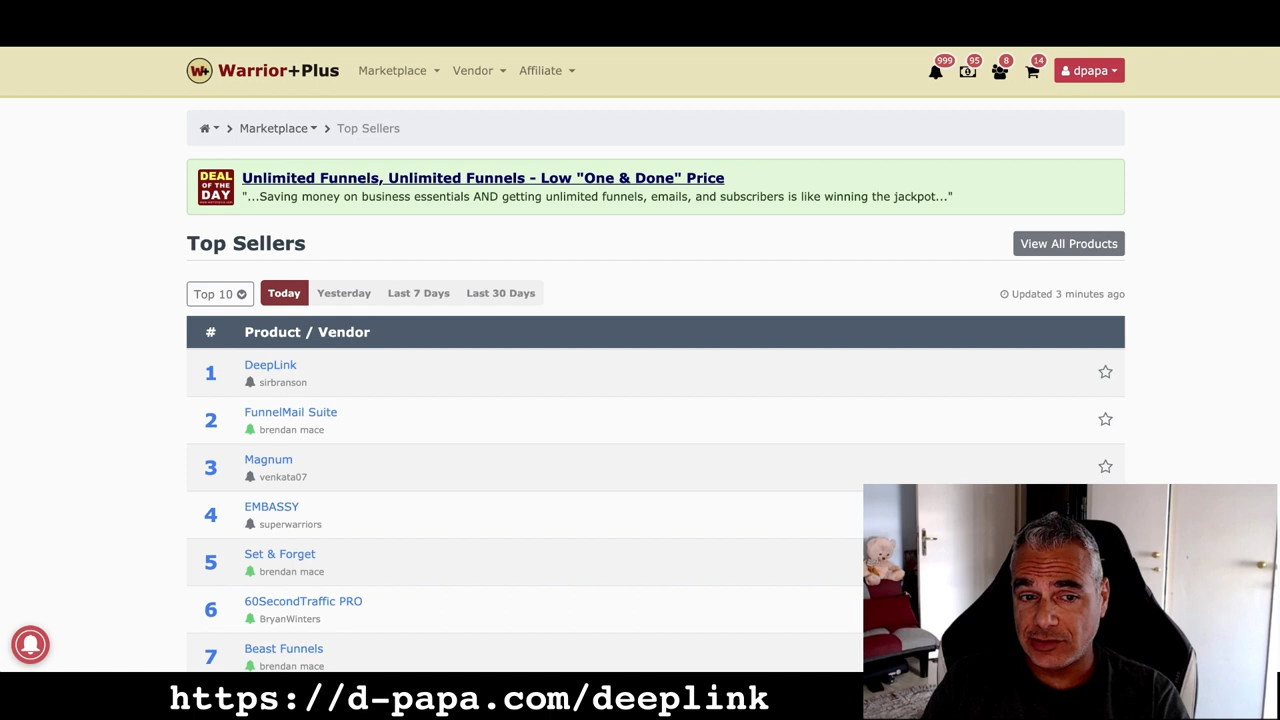 Warrior+Plus Marketplace Vendor Affiliate 999 95 8 14 dpapa
Marketplace Top Sellers
DEAL OF THE DAY
Unlimited Funnels, Unlimited Funnels - Low "One & Done" Price
"...Saving money on business essentials AND getting unlimited funnels, emails, and subscribers is like winning the jackpot..."
Top Sellers View All Products
Top 10 Today Yesterday Last 7 Days Last 30 Days Updated 3 minutes ago
# Product / Vendor
1 DeepLink
sirbranson
2 FunnelMail Suite
brendan mace
3 Magnum
venkata07
4 EMBASSY
superwarriors
5 Set & Forget
brendan mace
6 60SecondTraffic PRO
BryanWinters
7 Beast Funnels
brendan mace
https://d-papa.com/deeplink